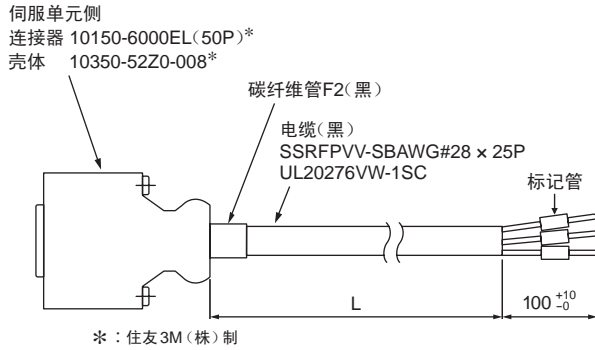 伺服单元侧
连接器 10150-6000EL(50P)*
壳体 10350-52Z0-008*
碳纤维管F2(黑)
电缆(黑)
SSRFPVV-SBAWG#28 × 25P
UL20276VW-1SC
标记管
L
100 +10 -0
*：住友3M(株)制